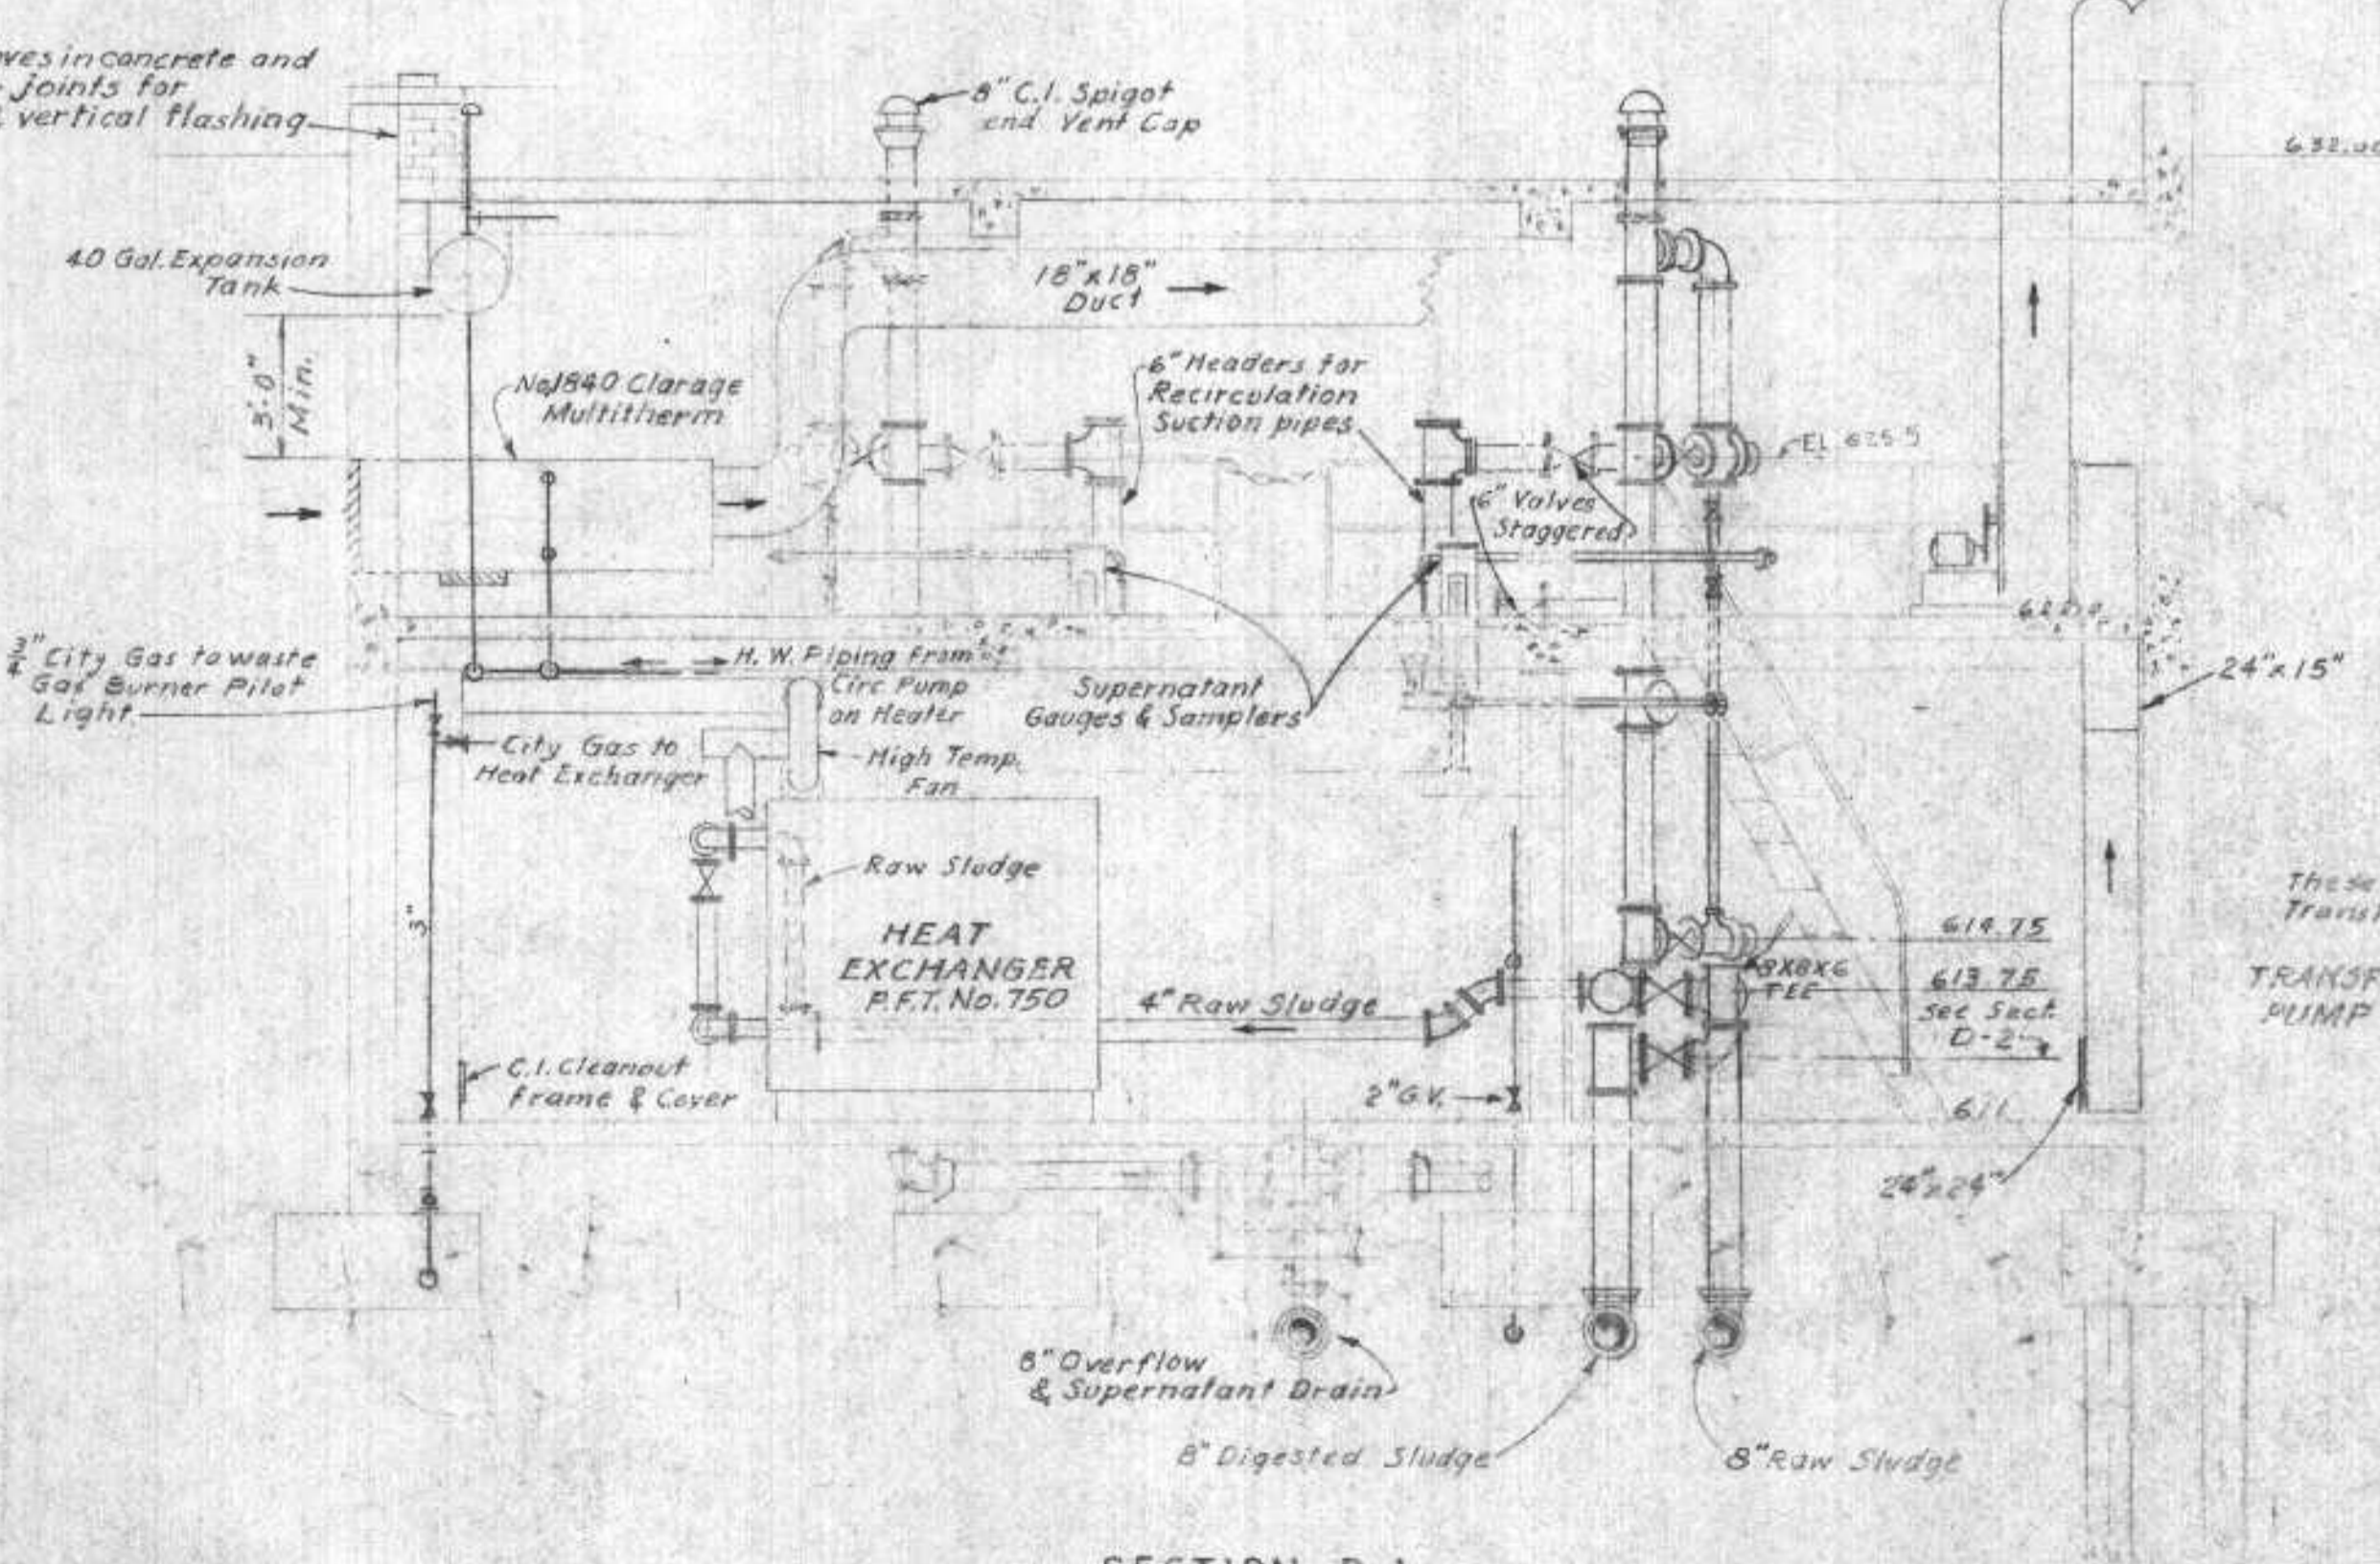 ves in concrete and
joints for
vertical flashing
8" C.I. Spigot
end Vent Cap
632.00
40 Gal. Expansion
Tank
18"x18"
Duct
3'-0"
Min.
No.1840 Clarage
Multitherm
6" Headers for
Recirculation
Suction pipes
El. 625.5
6" Valves
Staggered
3/4" City Gas to waste
Gas Burner Pilot
Light
H.W. Piping from
Circ Pump
on Heater
Supernatant
Gauges & Samplers
24"x15"
City Gas to
Heat Exchanger
High Temp.
Fan
Raw Sludge
3"
HEAT
EXCHANGER
P.F.T. No. 750
4" Raw Sludge
614.75
8X8X6
TEE
613.75
See Sect.
D-2
These
TRANSF
PUMP
C.I. Cleanout
Frame & Cover
2" G.V.
611
24"x24"
8" Overflow
& Supernatant Drain
8" Digested Sludge
8" Raw Sludge